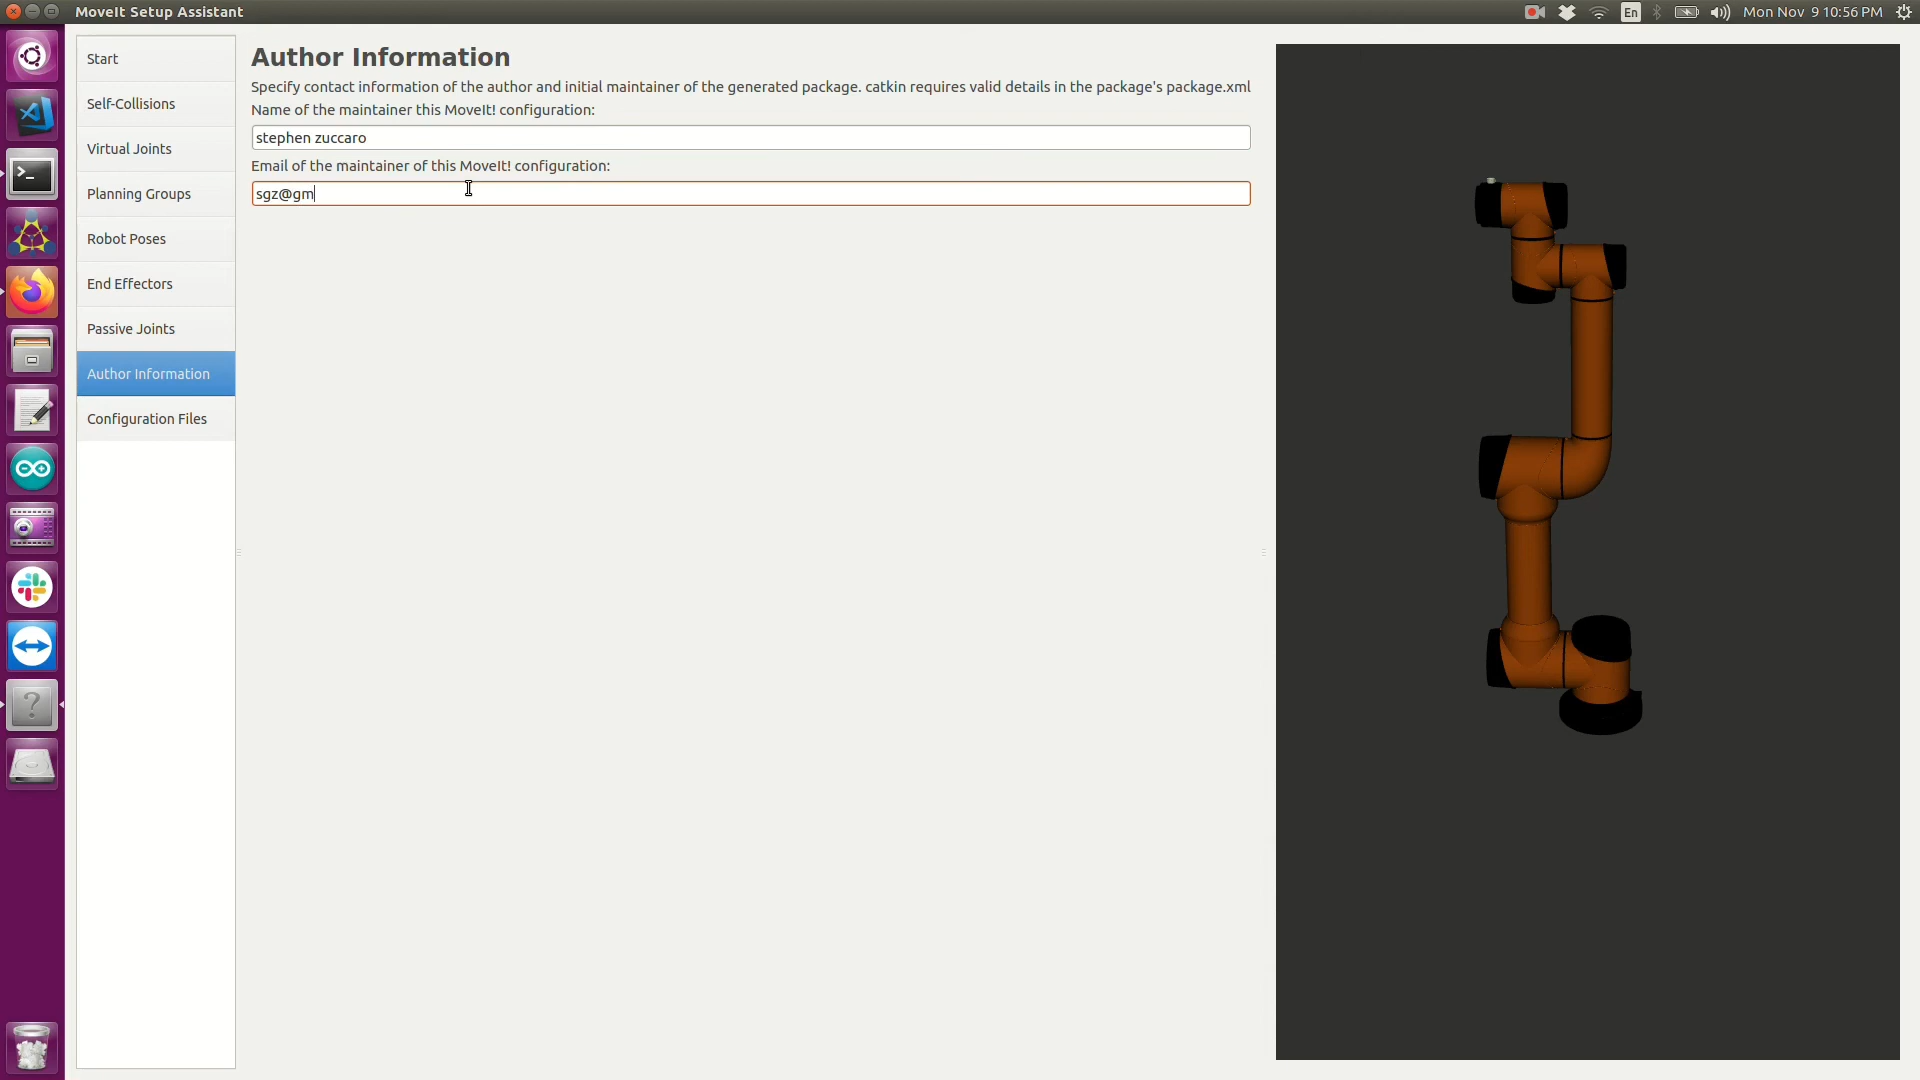 MoveIt Setup Assistant
En
Mon Nov 9 10:56 PM
Start
Self-Collisions
Virtual Joints
Planning Groups
Robot Poses
End Effectors
Passive Joints
Author Information
Configuration Files
Author Information
Specify contact information of the author and initial maintainer of the generated package. catkin requires valid details in the package's package.xml
Name of the maintainer this MoveIt! configuration:
stephen zuccaro
Email of the maintainer of this MoveIt! configuration:
sgz@gm